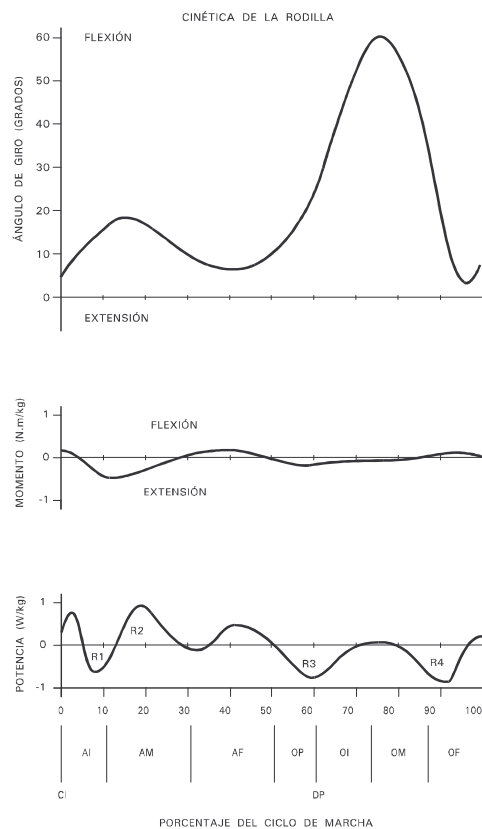 CINÉTICA DE LA RODILLA
FLEXIÓN
60
50
40
30
20
10
0
ÁNGULO DE GIRO (GRADOS)
EXTENSIÓN
FLEXIÓN
1
0
-1
MOMENTO (N.m/kg)
EXTENSIÓN
1
0
-1
POTENCIA (W/kg)
R1 R2 R3 R4
0 10 20 30 40 50 60 70 80 90 100
AI AM AF OP OI OM OF
CI DP
PORCENTAJE DEL CICLO DE MARCHA